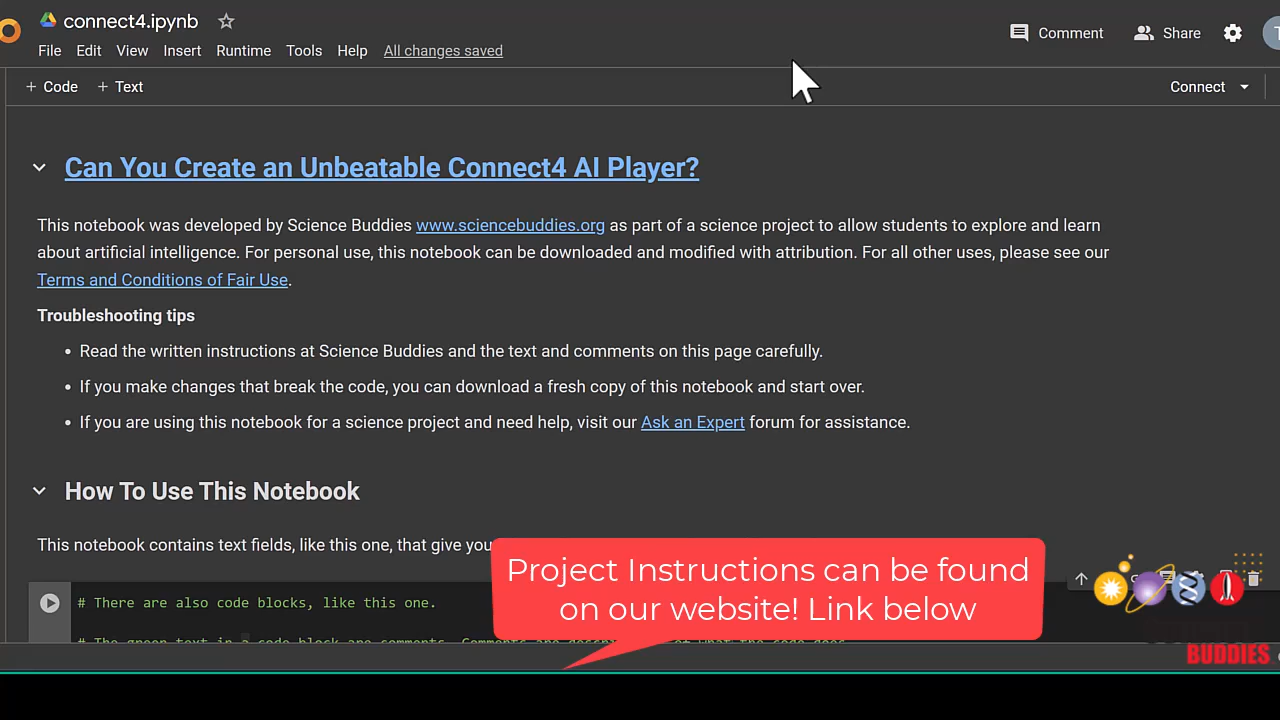 connect4.ipynb
File Edit View Insert Runtime Tools Help All changes saved
Comment Share
+ Code + Text
Connect
Can You Create an Unbeatable Connect4 AI Player?
This notebook was developed by Science Buddies www.sciencebuddies.org as part of a science project to allow students to explore and learn
about artificial intelligence. For personal use, this notebook can be downloaded and modified with attribution. For all other uses, please see our
Terms and Conditions of Fair Use.
Troubleshooting tips
• Read the written instructions at Science Buddies and the text and comments on this page carefully.
• If you make changes that break the code, you can download a fresh copy of this notebook and start over.
• If you are using this notebook for a science project and need help, visit our Ask an Expert forum for assistance.
How To Use This Notebook
This notebook contains text fields, like this one, that give you
Project Instructions can be found
on our website! Link below
# There are also code blocks, like this one.
BUDDIES